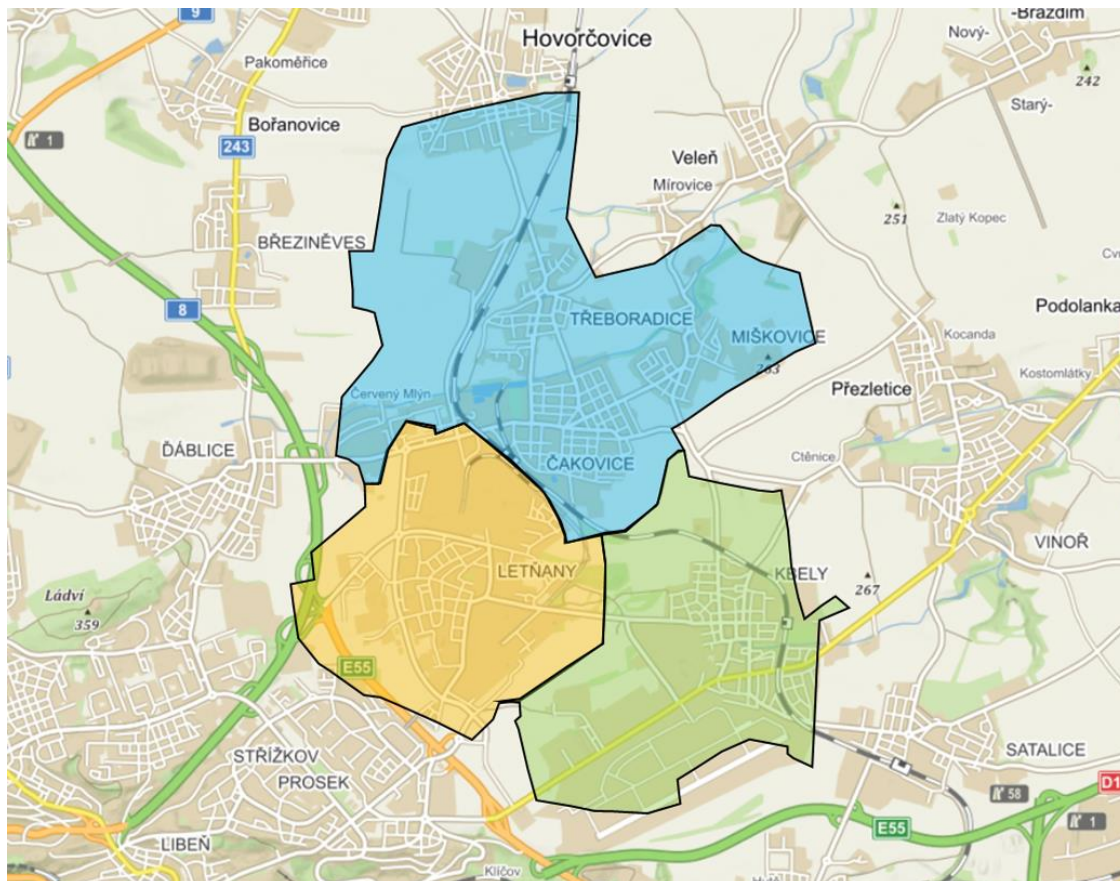 9
Hovorčovice
-Brázdim
Nový-
Pakoměřice
242
Starý-
1
Bořanovice
243
Veleň
Mírovice
251
Zlatý Kopec
BŘEZINĚVES
8
TŘEBORADICE
MIŠKOVICE
263
Podolanka
Kocanda
Kostomlátky
Červený Mlýn
Přezletice
ĎÁBLICE
ČAKOVICE
Ctěnice
VINOŘ
LETŇANY
KBELY
267
Ládví
359
E55
STŘÍŽKOV
PROSEK
SATALICE
58
D1
1
E55
LIBEŇ
Klíčov